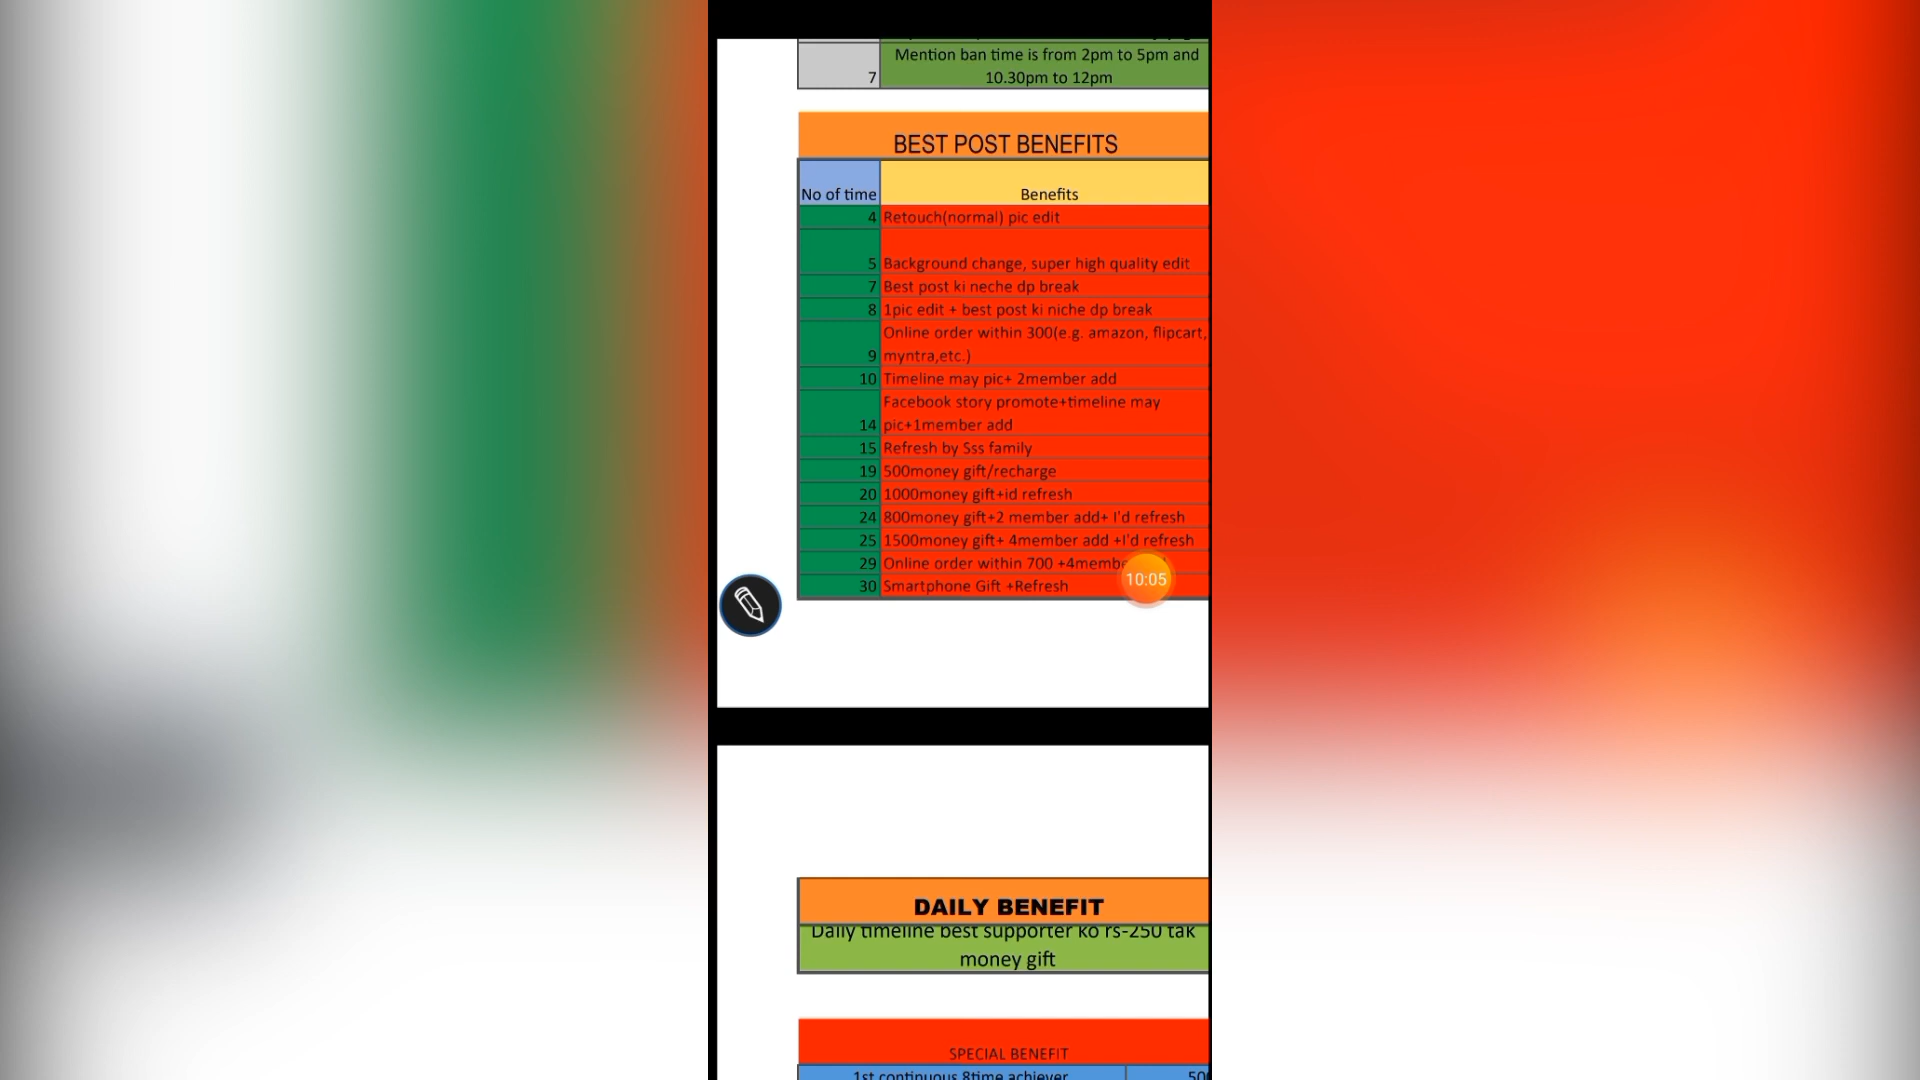 Mention ban time is from 2pm to 5pm and
7
10.30pm to 12pm
BEST POST BENEFITS
No of time Benefits
4 Retouch(normal) pic edit
5 Background change, super high quality edit
7 Best post ki neche dp break
8 1pic edit + best post ki niche dp break
Online order within 300(e.g. amazon, flipcart,
9 myntra,etc.)
10 Timeline may pic+ 2member add
Facebook story promote+timeline may
14 pic+1member add
15 Refresh by Sss family
19 500money gift/recharge
20 1000money gift+id refresh
24 800money gift+2 member add+ I'd refresh
25 1500money gift+ 4member add +I'd refresh
29 Online order within 700
30 Smartphone Gift +Refresh
10:05
DAILY BENEFIT
Daily timeline best supporter ko rs-250 tak
money gift
SPECIAL BENEFIT
1st continuous 8time achiever